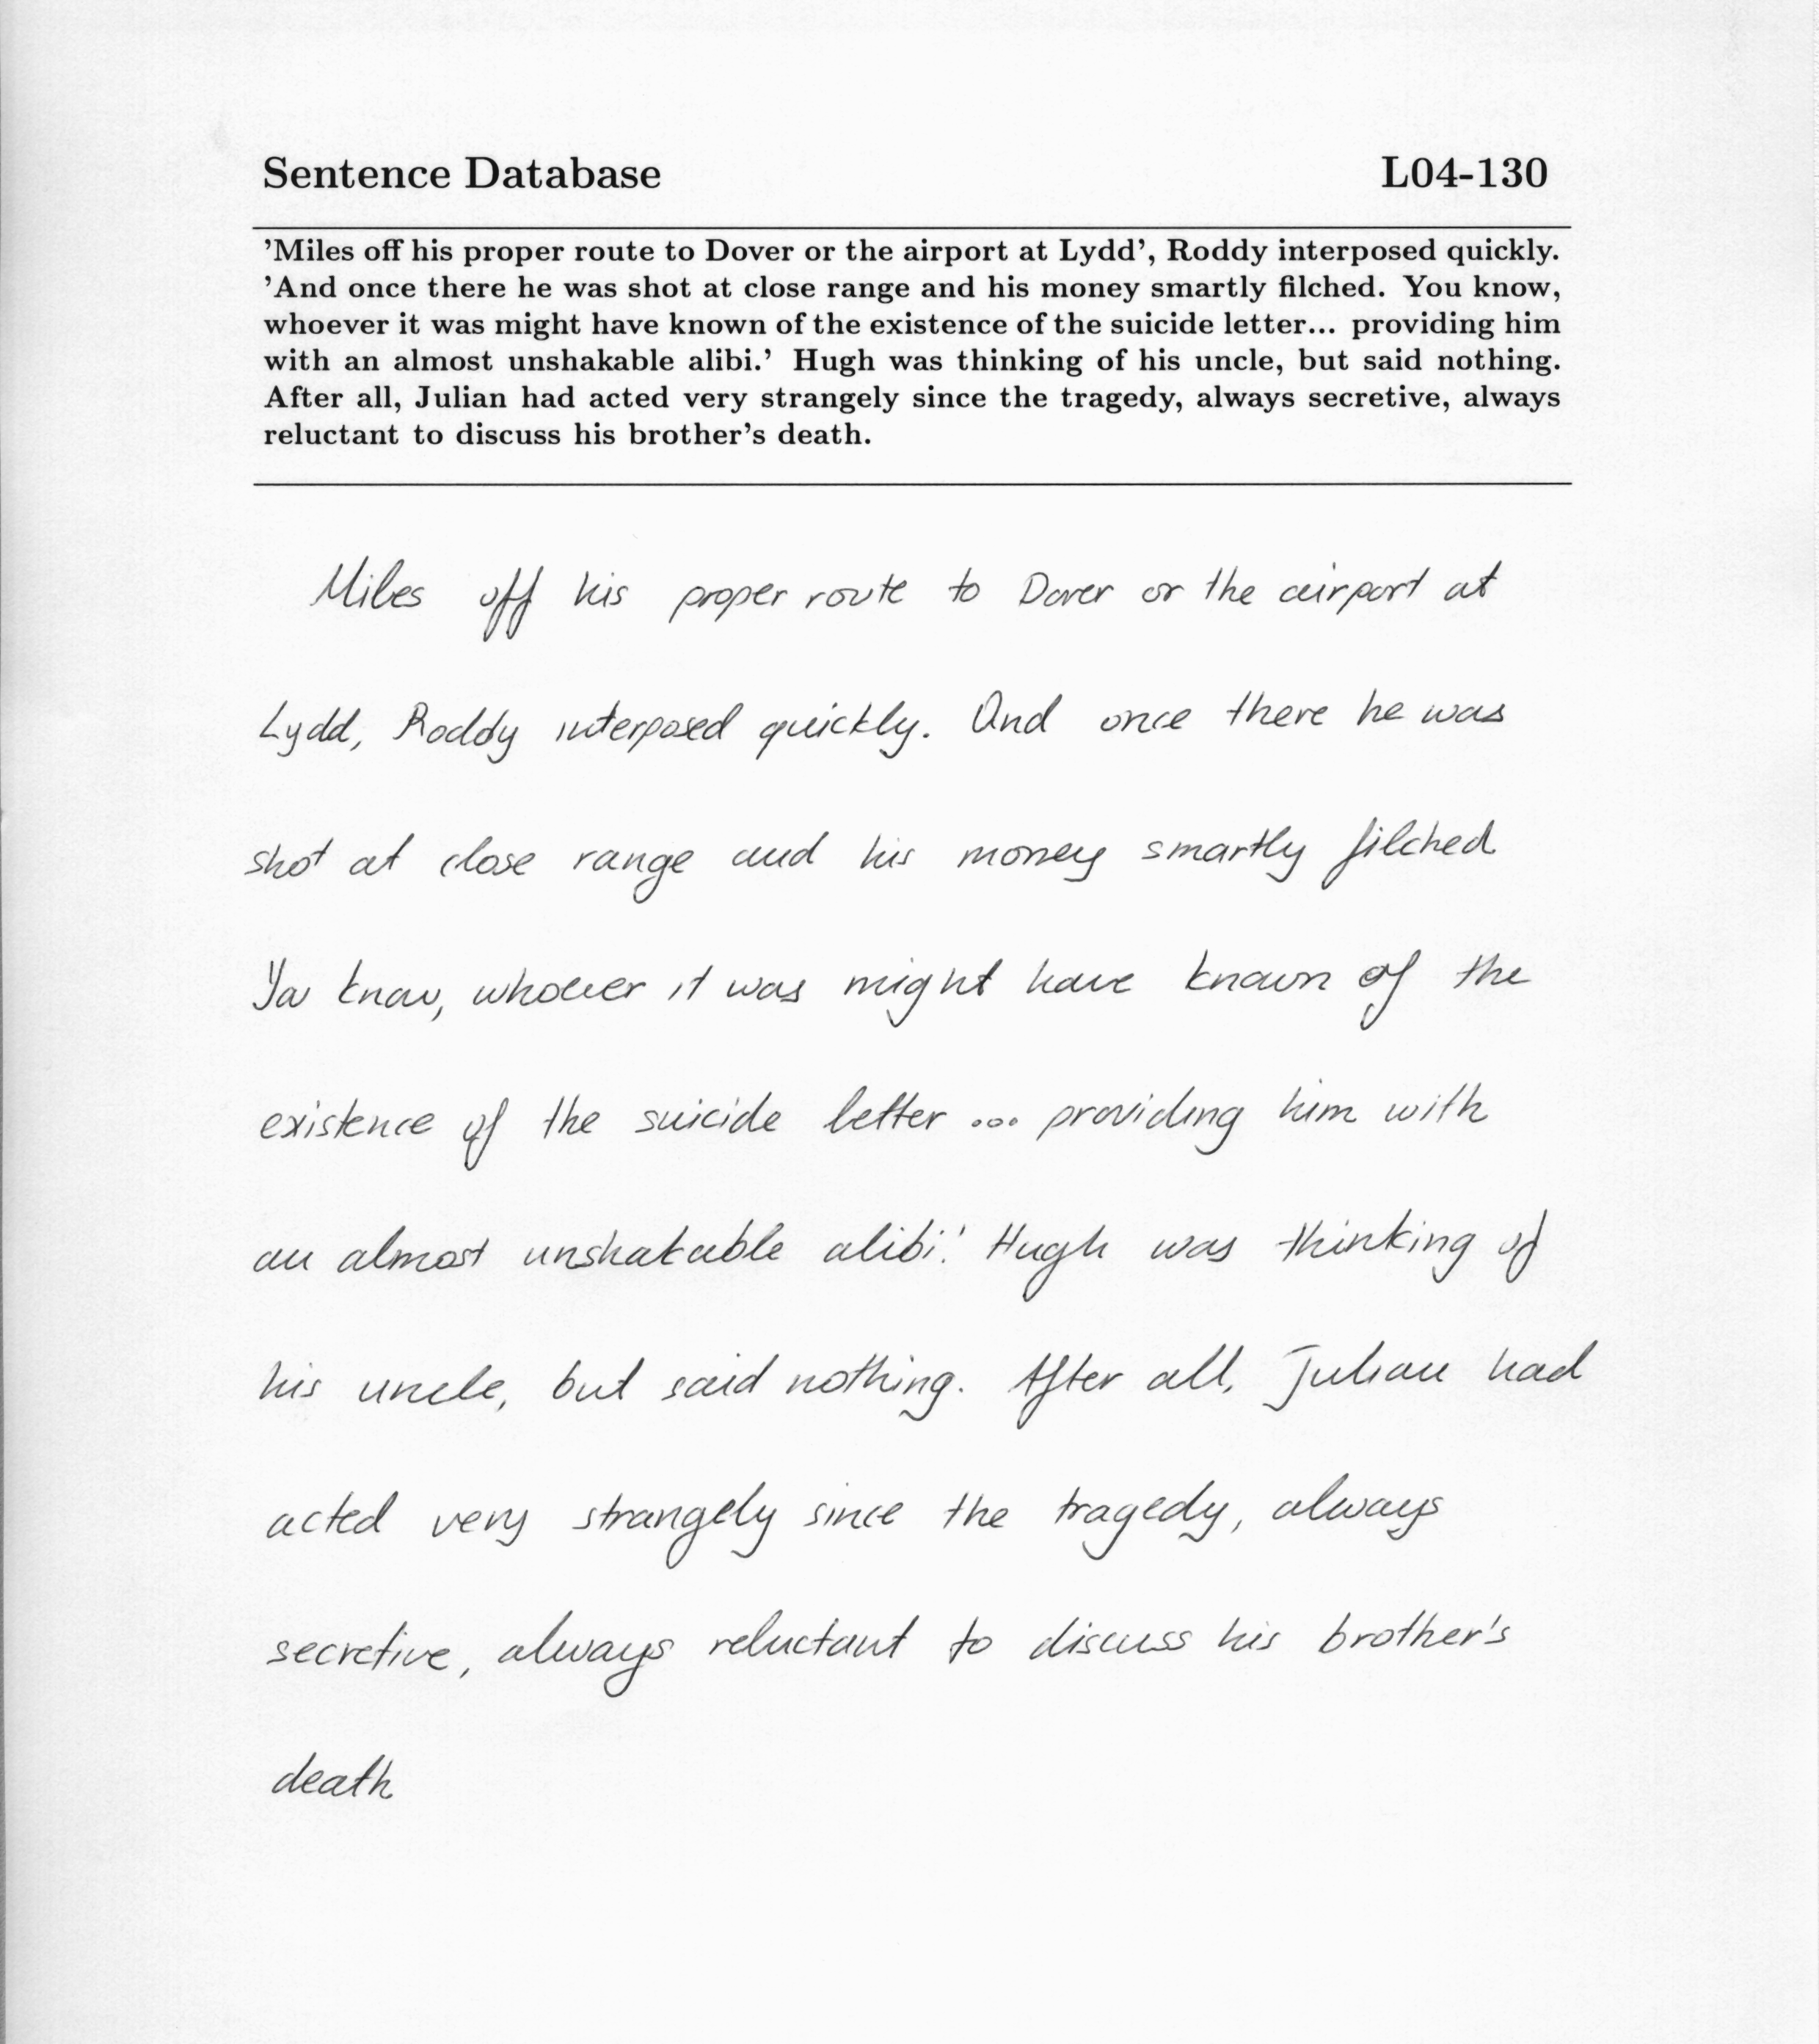 Sentence Database L04-130
'Miles off his proper route to Dover or the airport at Lydd', Roddy interposed quickly.
'And once there he was shot at close range and his money smartly filched. You know,
whoever it was might have known of the existence of the suicide letter... providing him
with an almost unshakable alibi.' Hugh was thinking of his uncle, but said nothing.
After all, Julian had acted very strangely since the tragedy, always secretive, always
reluctant to discuss his brother's death.
Miles off his proper route to Dover or the airport at
Lydd, Roddy interposed quickly. And once there he was
shot at close range and his money smartly filched
You know, whoever it was might have known of the
existence of the suicide letter ... providing him with
an almost unshakable alibi.' Hugh was thinking of
his uncle, but said nothing. After all, Julian had
acted very strangely since the tragedy, always
secretive, always reluctant to discuss his brother's
death